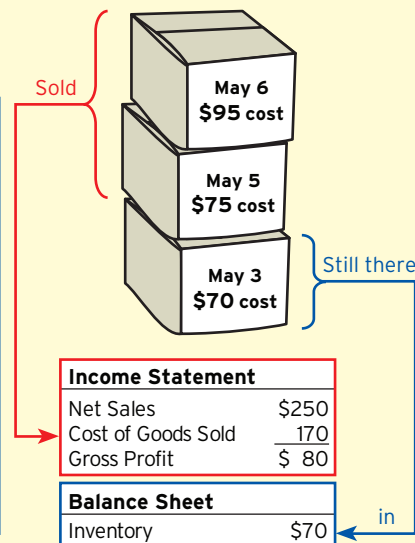 Sold
May 6
$95 cost
May 5
$75 cost
May 3
$70 cost
Still there
Income Statement
Net Sales $250
Cost of Goods Sold 170
Gross Profit $ 80
Balance Sheet
Inventory $70
in